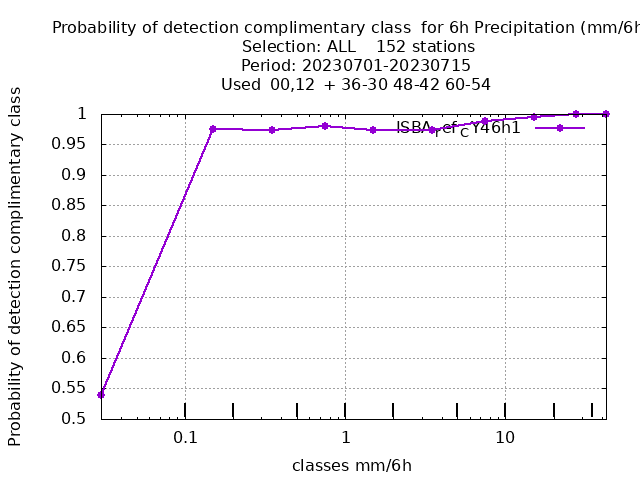 Probability of detection complimentary class for 6h Precipitation (mm/6h
Selection: ALL 152 stations
Period: 20230701-20230715
Used 00,12 + 36-30 48-42 60-54
Probability of detection complimentary class
1
0.95
0.9
0.85
0.8
0.75
0.7
0.65
0.6
0.55
0.5
ISBA_ref_CY46h1
0.1
1
10
classes mm/6h